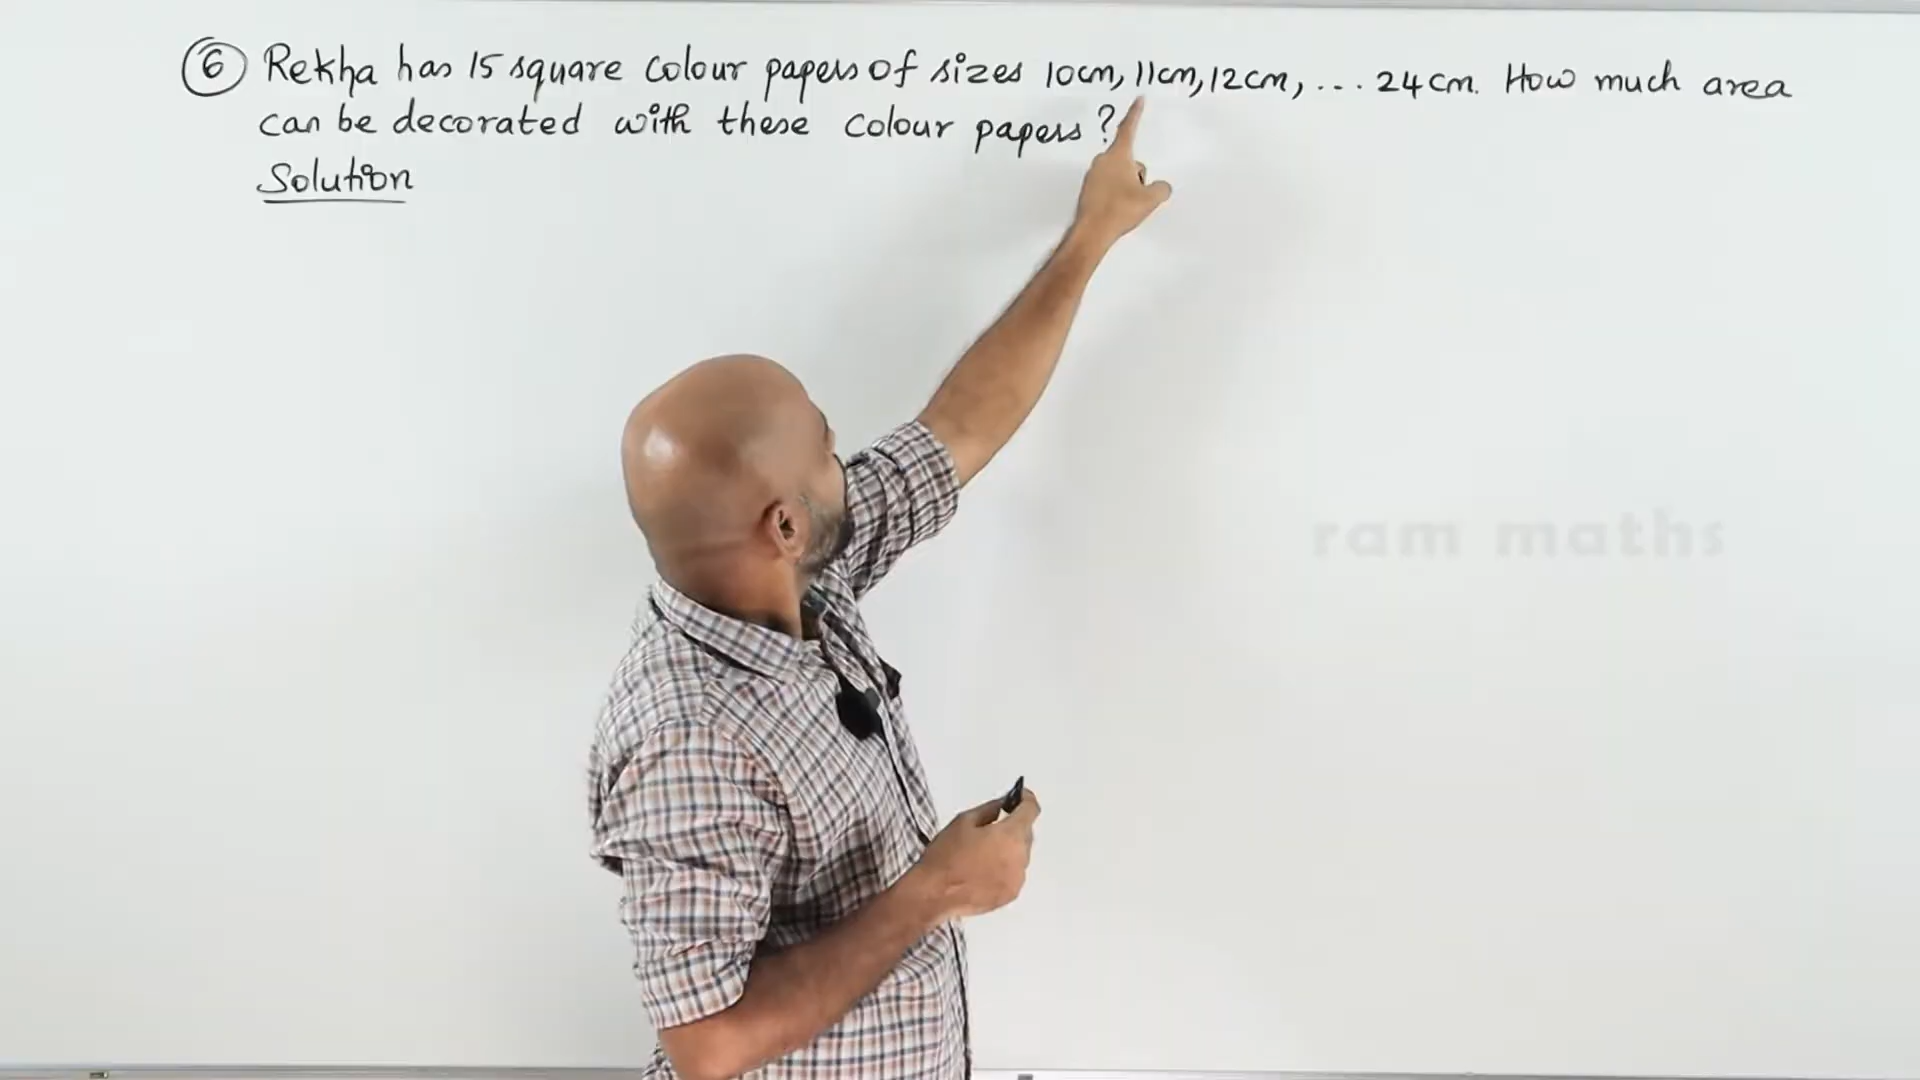 ⑥ Rekha has 15 square colour papers of sizes 10cm, 11cm, 12cm, ... 24cm. How much area
can be decorated with these colour papers?
Solution
ram maths